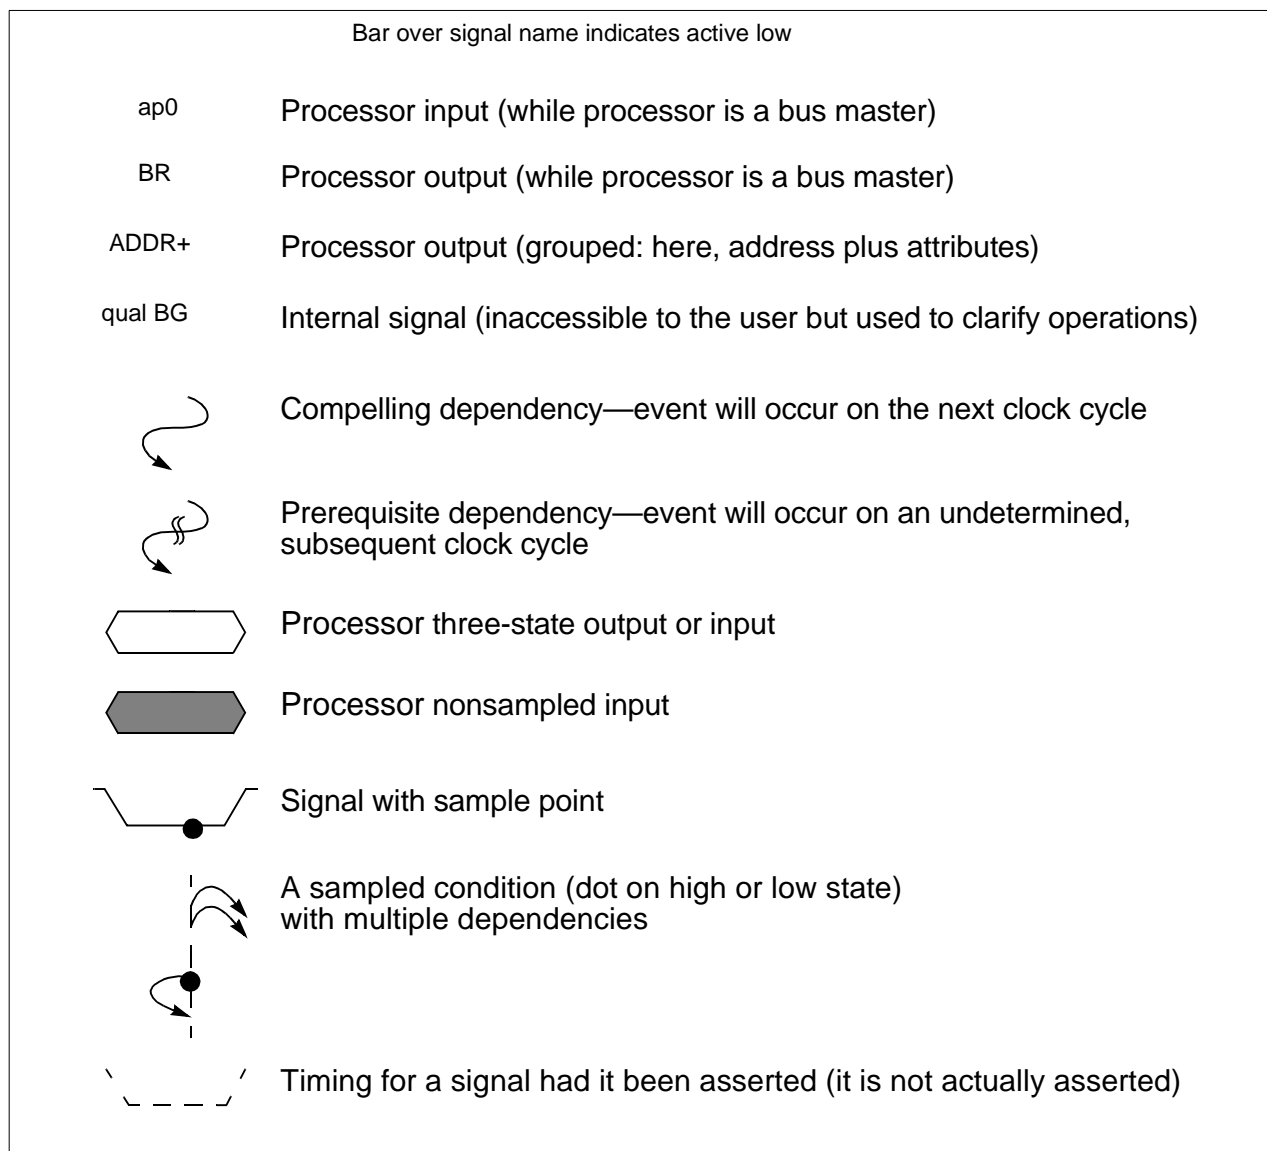 Bar over signal name indicates active low
ap0 Processor input (while processor is a bus master)
BR Processor output (while processor is a bus master)
ADDR+ Processor output (grouped: here, address plus attributes)
qual BG Internal signal (inaccessible to the user but used to clarify operations)
Compelling dependency—event will occur on the next clock cycle
Prerequisite dependency—event will occur on an undetermined,
subsequent clock cycle
Processor three-state output or input
Processor nonsampled input
Signal with sample point
A sampled condition (dot on high or low state)
with multiple dependencies
Timing for a signal had it been asserted (it is not actually asserted)